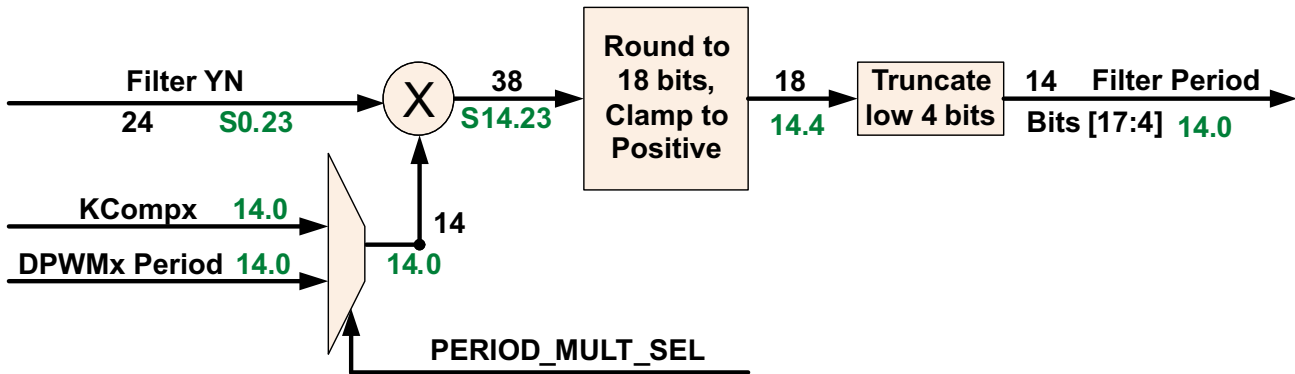 Filter YN
24 S0.23
X
38
S14.23
Round to
18 bits,
Clamp to
Positive
18
14.4
Truncate
low 4 bits
14 Filter Period
Bits [17:4] 14.0
KCompx 14.0
DPWMx Period 14.0
14
14.0
PERIOD_MULT_SEL